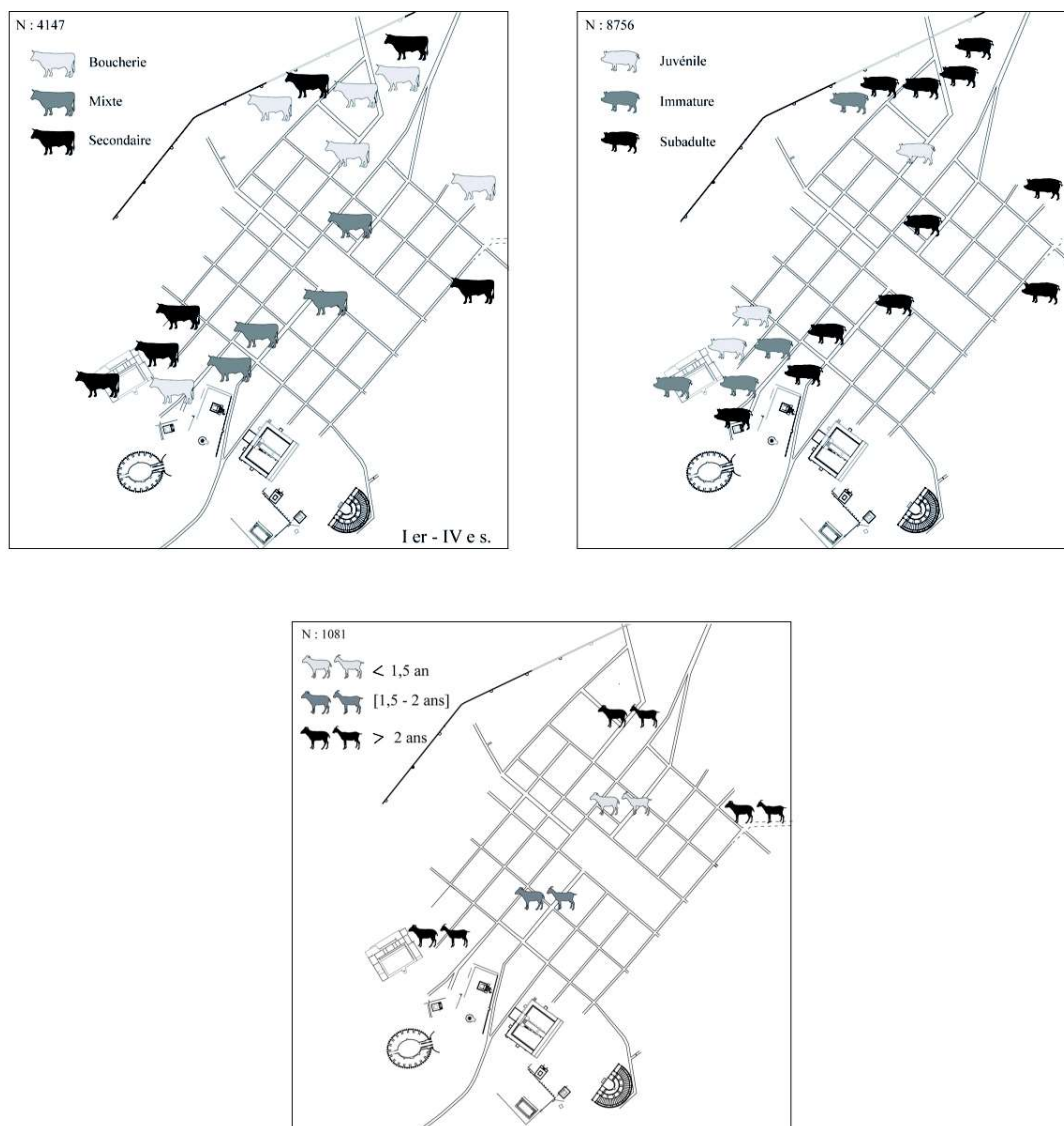 N : 4147
Boucherie
Mixte
Secondaire
I er - IV e s.
N : 8756
Juvénile
Immature
Subadulte
N : 1081
< 1,5 an
[1,5 - 2 ans]
> 2 ans